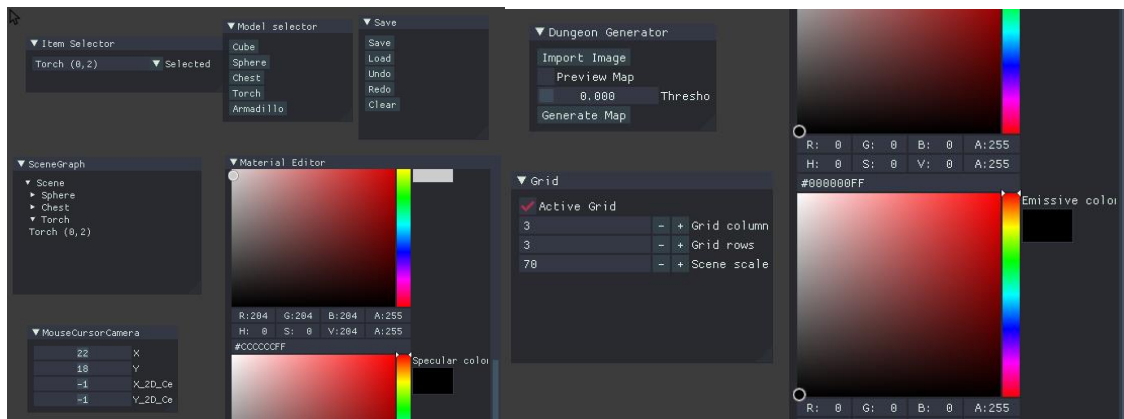 Item Selector
Torch (0,2) Selected
Model selector
Cube
Sphere
Chest
Torch
Armadillo
Save
Save
Load
Undo
Redo
Clear
Dungeon Generator
Import Image
Preview Map
0.000 Thresho
Generate Map
SceneGraph
Scene
Sphere
Chest
Torch
Torch (0,2)
MouseCursorCamera
22 X
18 Y
-1 X_2D_Ce
-1 Y_2D_Ce
Material Editor
R:204 G:204 B:204 A:255
H: 0 S: 0 V:204 A:255
#CCCCCCFF
Specular color
Grid
Active Grid
3 - + Grid column
3 - + Grid rows
70 - + Scene scale
R: 0 G: 0 B: 0 A:255
H: 0 S: 0 V: 0 A:255
#000000FF
Emissive color
R: 0 G: 0 B: 0 A:255